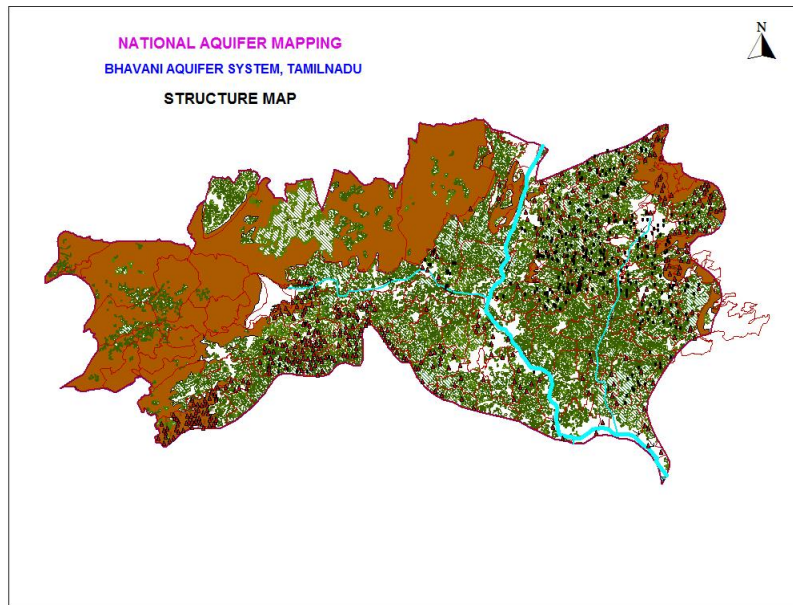 NATIONAL AQUIFER MAPPING
BHAVANI AQUIFER SYSTEM, TAMILNADU
STRUCTURE MAP
N